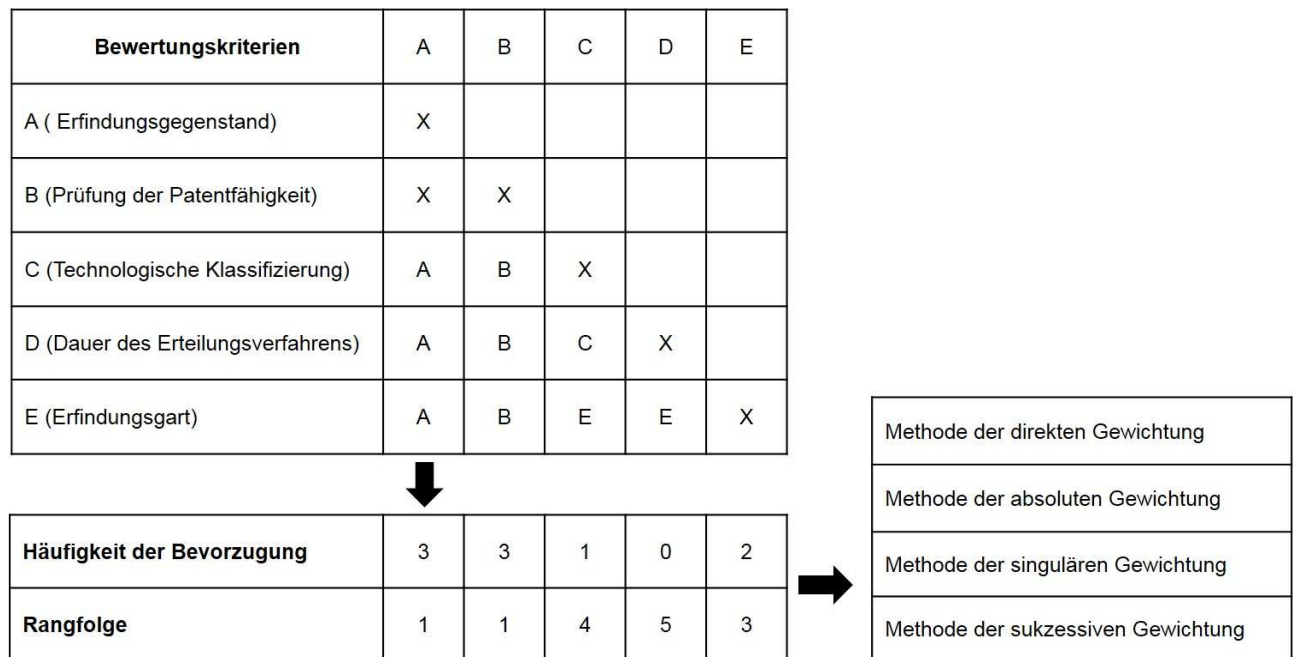 Bewertungskriterien A B C D E
A ( Erfindungsgegenstand) X
B (Prüfung der Patentfähigkeit) X X
C (Technologische Klassifizierung) A B X
D (Dauer des Erteilungsverfahrens) A B C X
E (Erfindungsgart) A B E E X
Häufigkeit der Bevorzugung 3 3 1 0 2
Rangfolge 1 1 4 5 3
Methode der direkten Gewichtung
Methode der absoluten Gewichtung
Methode der singulären Gewichtung
Methode der sukzessiven Gewichtung